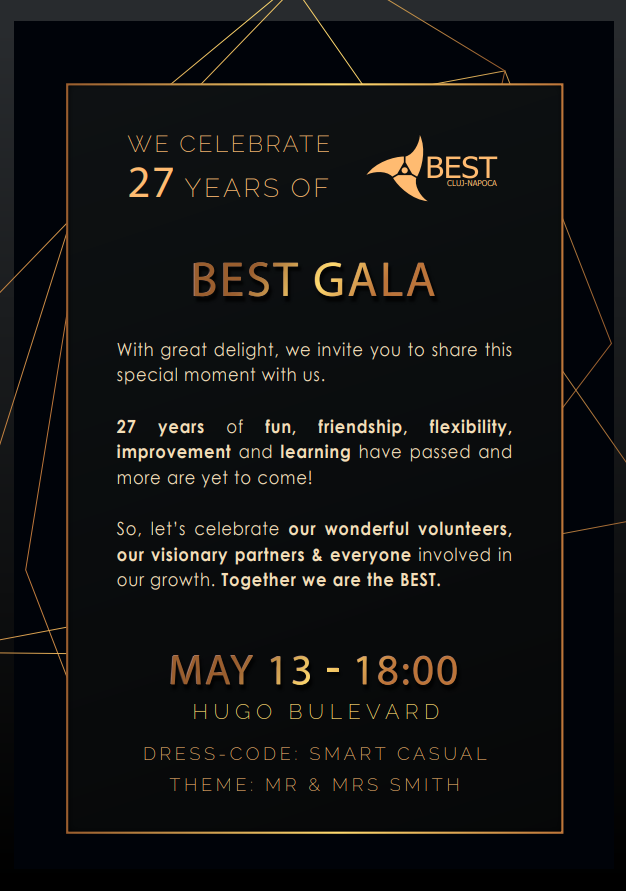 WE CELEBRATE
27 YEARS OF
BEST
CLUJ-NAPOCA
BEST GALA
With great delight, we invite you to share this
special moment with us.
27 years of fun, friendship, flexibility,
improvement and learning have passed and
more are yet to come!
So, let's celebrate our wonderful volunteers,
our visionary partners & everyone involved in
our growth. Together we are the BEST.
MAY 13 - 18:00
HUGO BULEVARD
DRESS-CODE: SMART CASUAL
THEME: MR & MRS SMITH